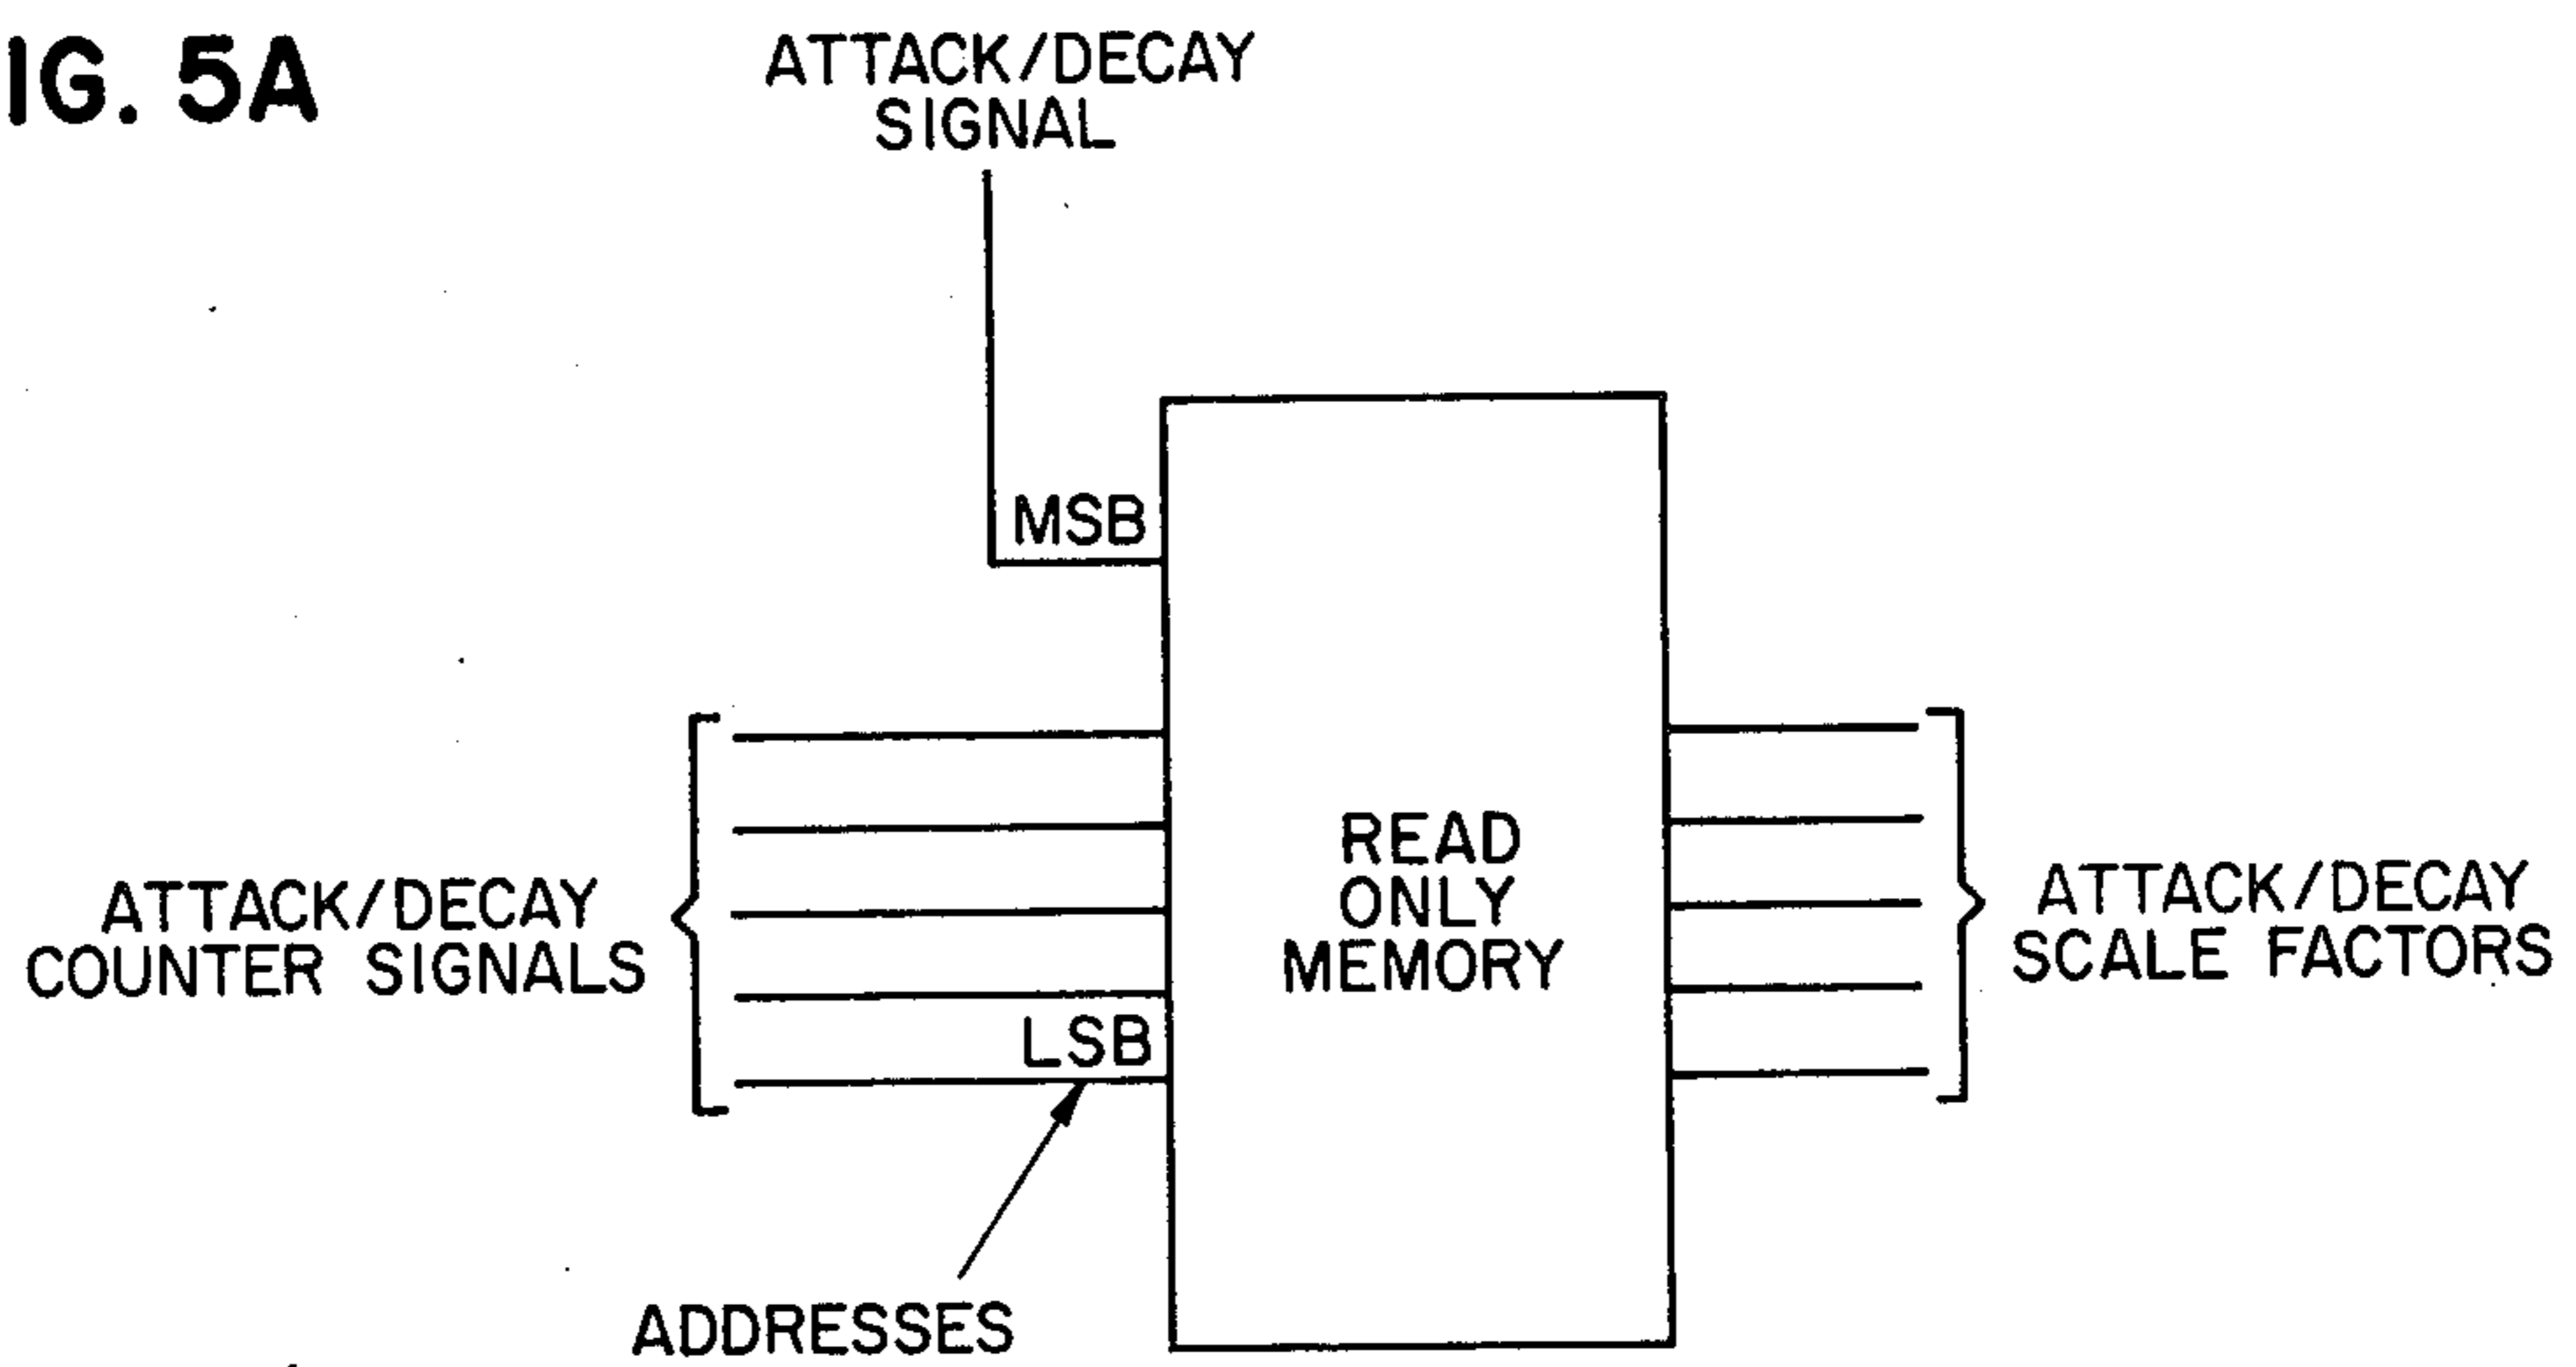 IG. 5A
ATTACK/DECAY
SIGNAL
MSB
ATTACK/DECAY
COUNTER SIGNALS
LSB
READ
ONLY
MEMORY
ATTACK/DECAY
SCALE FACTORS
ADDRESSES